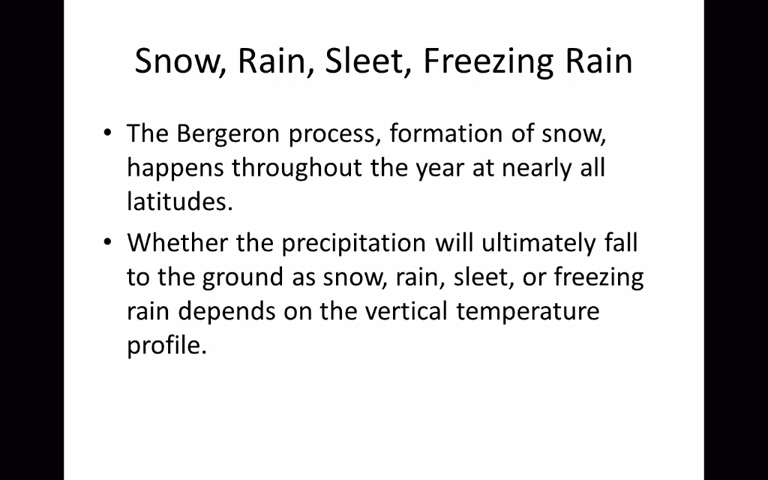 Snow, Rain, Sleet, Freezing Rain
• The Bergeron process, formation of snow,
happens throughout the year at nearly all
latitudes.
• Whether the precipitation will ultimately fall
to the ground as snow, rain, sleet, or freezing
rain depends on the vertical temperature
profile.